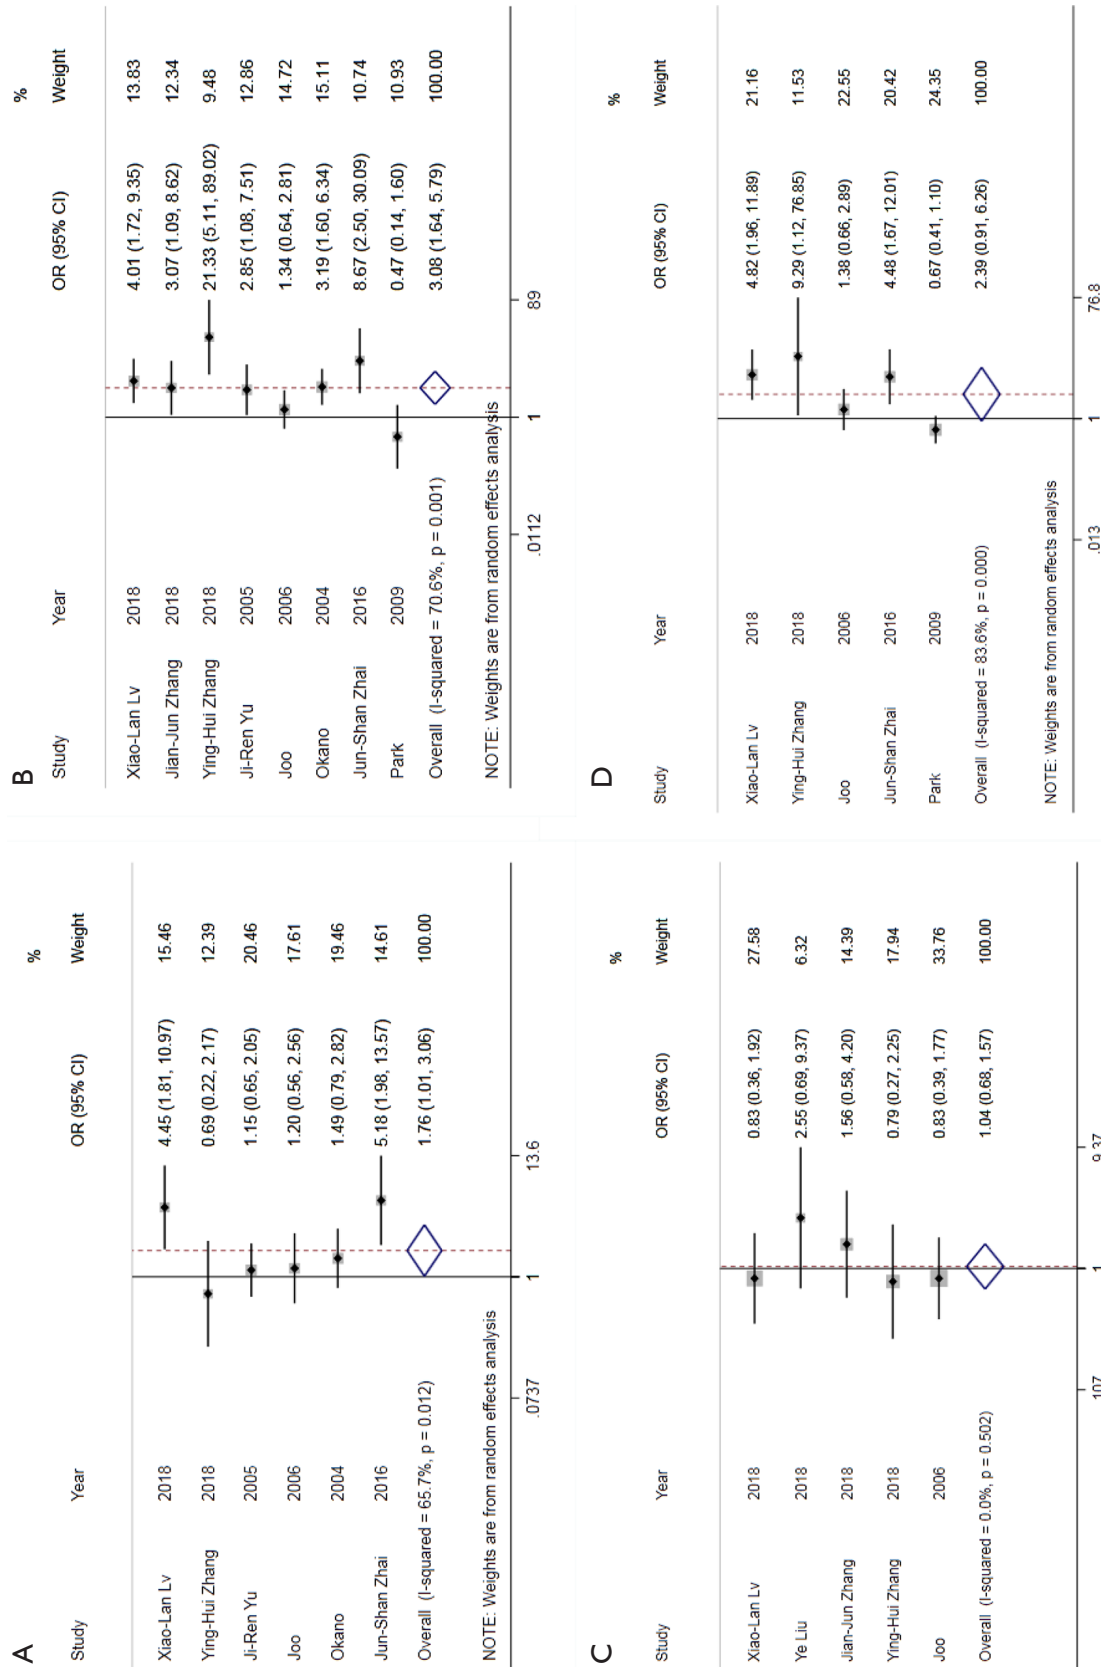 A
%
Study Year OR (95% CI) Weight
Xiao-Lan Lv 2018 4.45 (1.81, 10.97) 15.46
Ying-Hui Zhang 2018 0.69 (0.22, 2.17) 12.39
Ji-Ren Yu 2005 1.15 (0.65, 2.05) 20.46
Joo 2006 1.20 (0.56, 2.56) 17.61
Okano 2004 1.49 (0.79, 2.82) 19.46
Jun-Shan Zhai 2016 5.18 (1.98, 13.57) 14.61
Overall (I-squared = 65.7%, p = 0.012) 1.76 (1.01, 3.06) 100.00
NOTE: Weights are from random effects analysis
.0737 1 13.6
B
%
Study Year OR (95% CI) Weight
Xiao-Lan Lv 2018 4.01 (1.72, 9.35) 13.83
Jian-Jun Zhang 2018 3.07 (1.09, 8.62) 12.34
Ying-Hui Zhang 2018 21.33 (5.11, 89.02) 9.48
Ji-Ren Yu 2005 2.85 (1.08, 7.51) 12.86
Joo 2006 1.34 (0.64, 2.81) 14.72
Okano 2004 3.19 (1.60, 6.34) 15.11
Jun-Shan Zhai 2016 8.67 (2.50, 30.09) 10.74
Park 2009 0.47 (0.14, 1.60) 10.93
Overall (I-squared = 70.6%, p = 0.001) 3.08 (1.64, 5.79) 100.00
NOTE: Weights are from random effects analysis
.0112 1 89
C
%
Study Year OR (95% CI) Weight
Xiao-Lan Lv 2018 0.83 (0.36, 1.92) 27.58
Ye Liu 2018 2.55 (0.69, 9.37) 6.32
Jian-Jun Zhang 2018 1.56 (0.58, 4.20) 14.39
Ying-Hui Zhang 2018 0.79 (0.27, 2.25) 17.94
Joo 2006 0.83 (0.39, 1.77) 33.76
Overall (I-squared = 0.0%, p = 0.502) 1.04 (0.68, 1.57) 100.00
107 1 9.37
D
%
Study Year OR (95% CI) Weight
Xiao-Lan Lv 2018 4.82 (1.96, 11.89) 21.16
Ying-Hui Zhang 2018 9.29 (1.12, 76.85) 11.53
Joo 2006 1.38 (0.66, 2.89) 22.55
Jun-Shan Zhai 2016 4.48 (1.67, 12.01) 20.42
Park 2009 0.67 (0.41, 1.10) 24.35
Overall (I-squared = 83.6%, p = 0.000) 2.39 (0.91, 6.26) 100.00
NOTE: Weights are from random effects analysis
.013 1 76.8